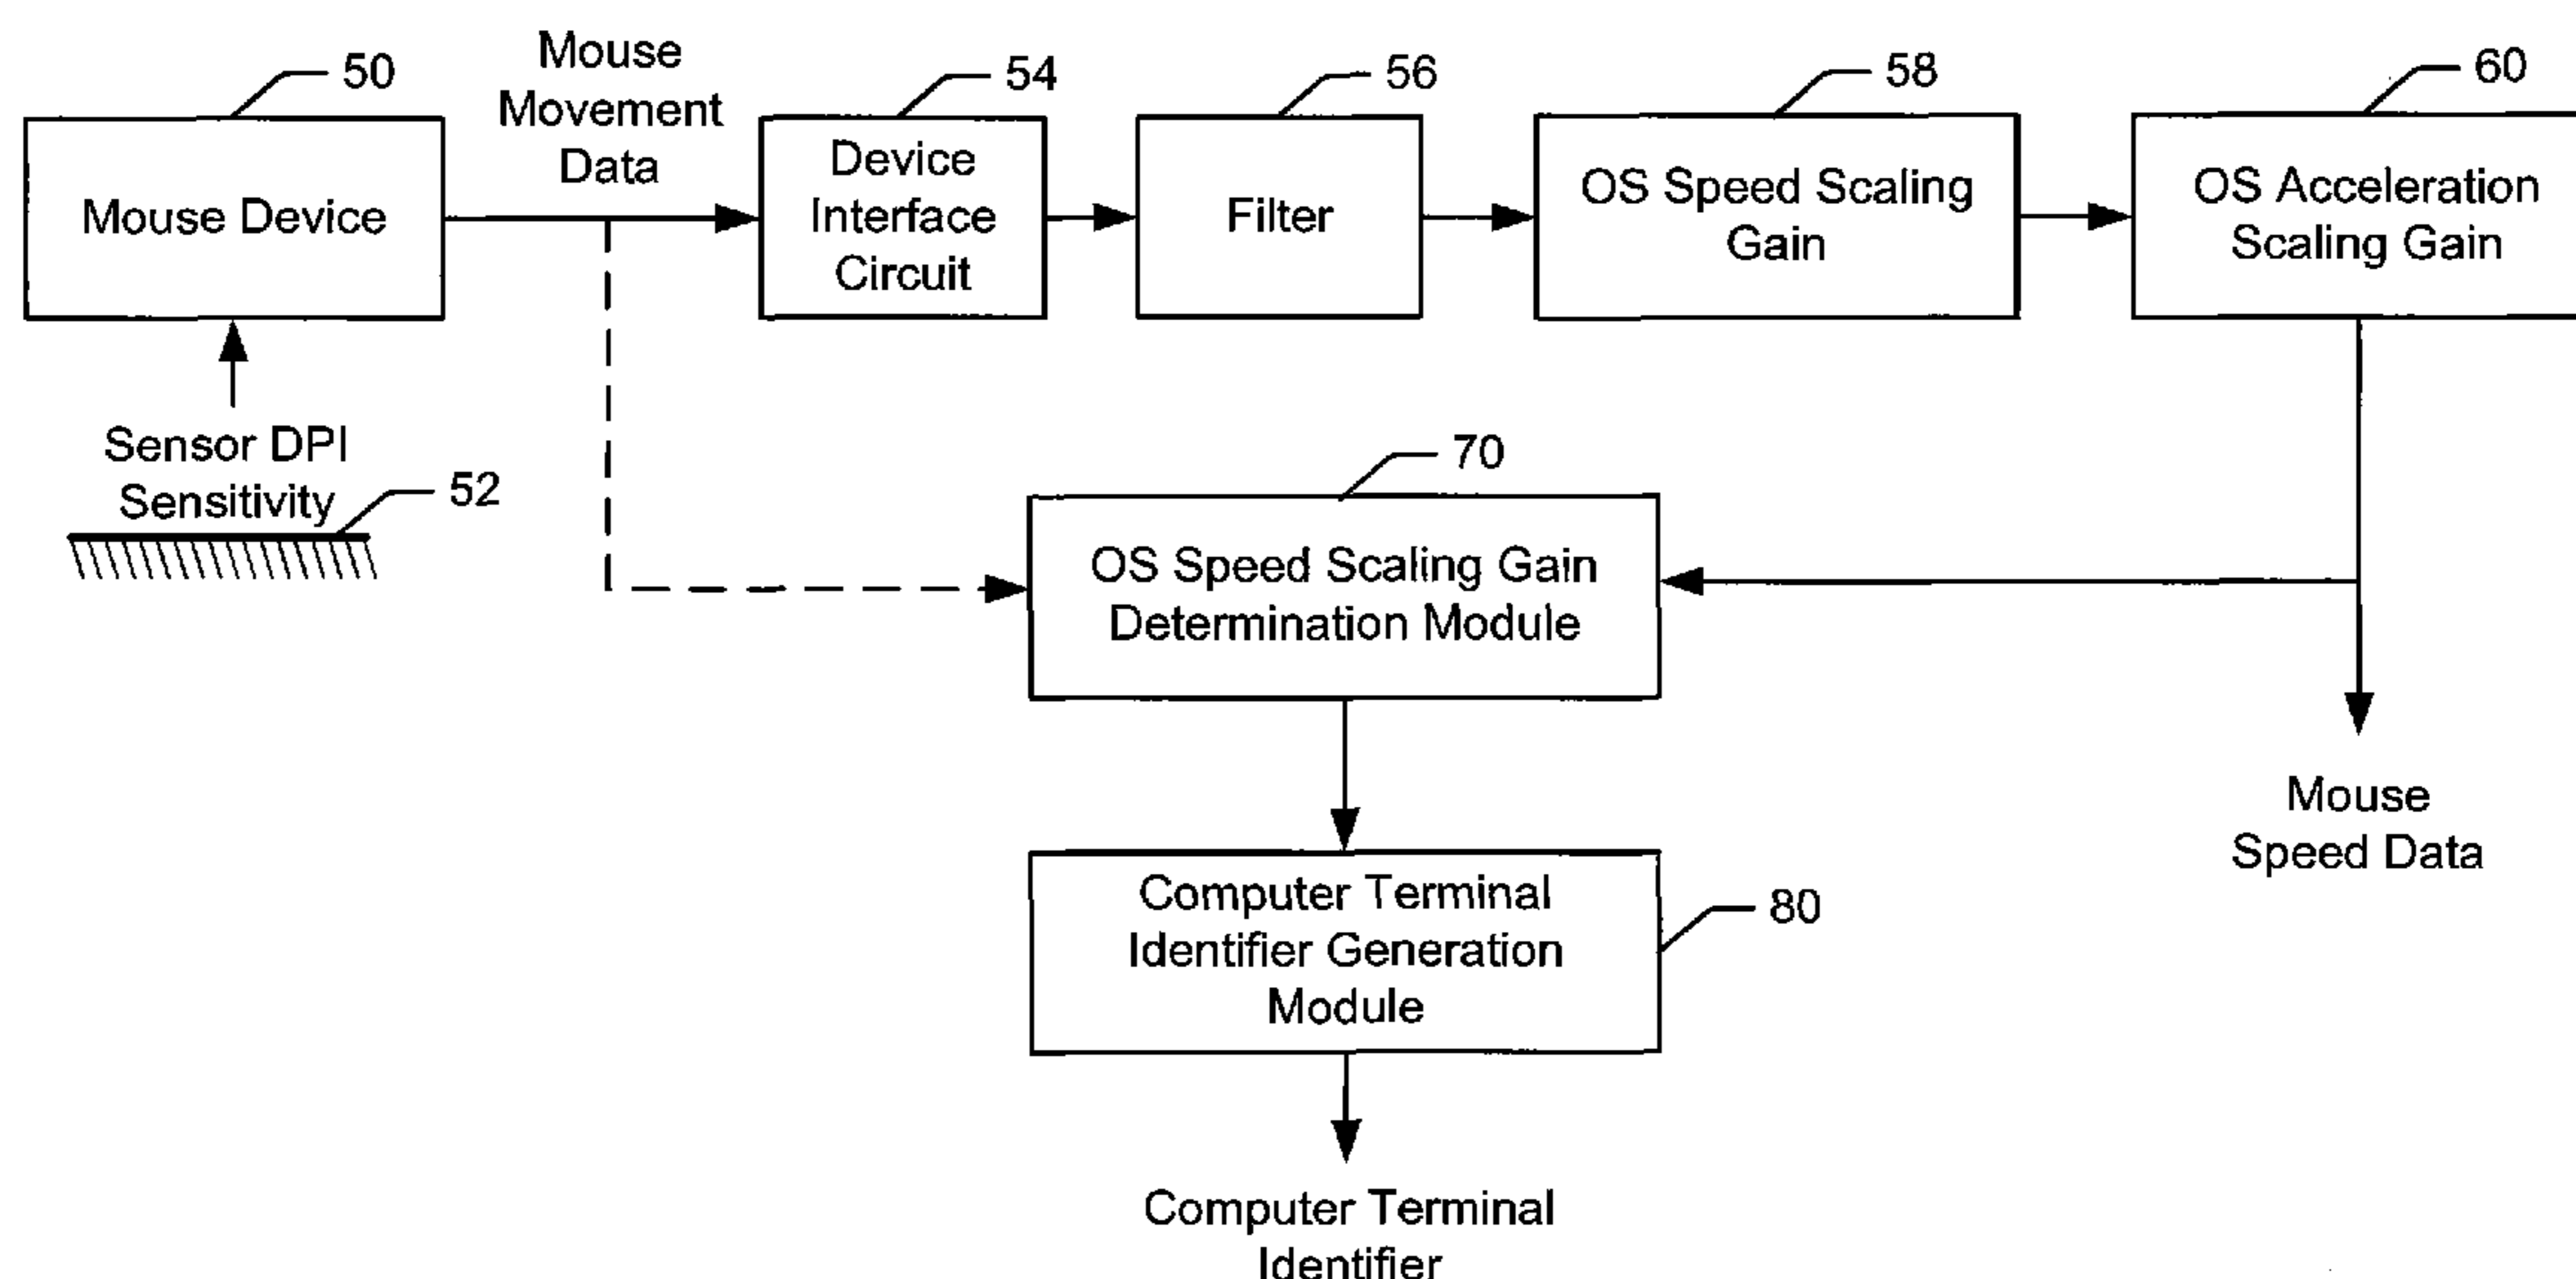 50
Mouse
Movement
Data
54
56
58
60
Mouse Device
Device
Interface
Circuit
Filter
OS Speed Scaling
Gain
OS Acceleration
Scaling Gain
Sensor DPI
Sensitivity
52
70
OS Speed Scaling Gain
Determination Module
Mouse
Speed Data
Computer Terminal
Identifier Generation
Module
80
Computer Terminal
Identifier